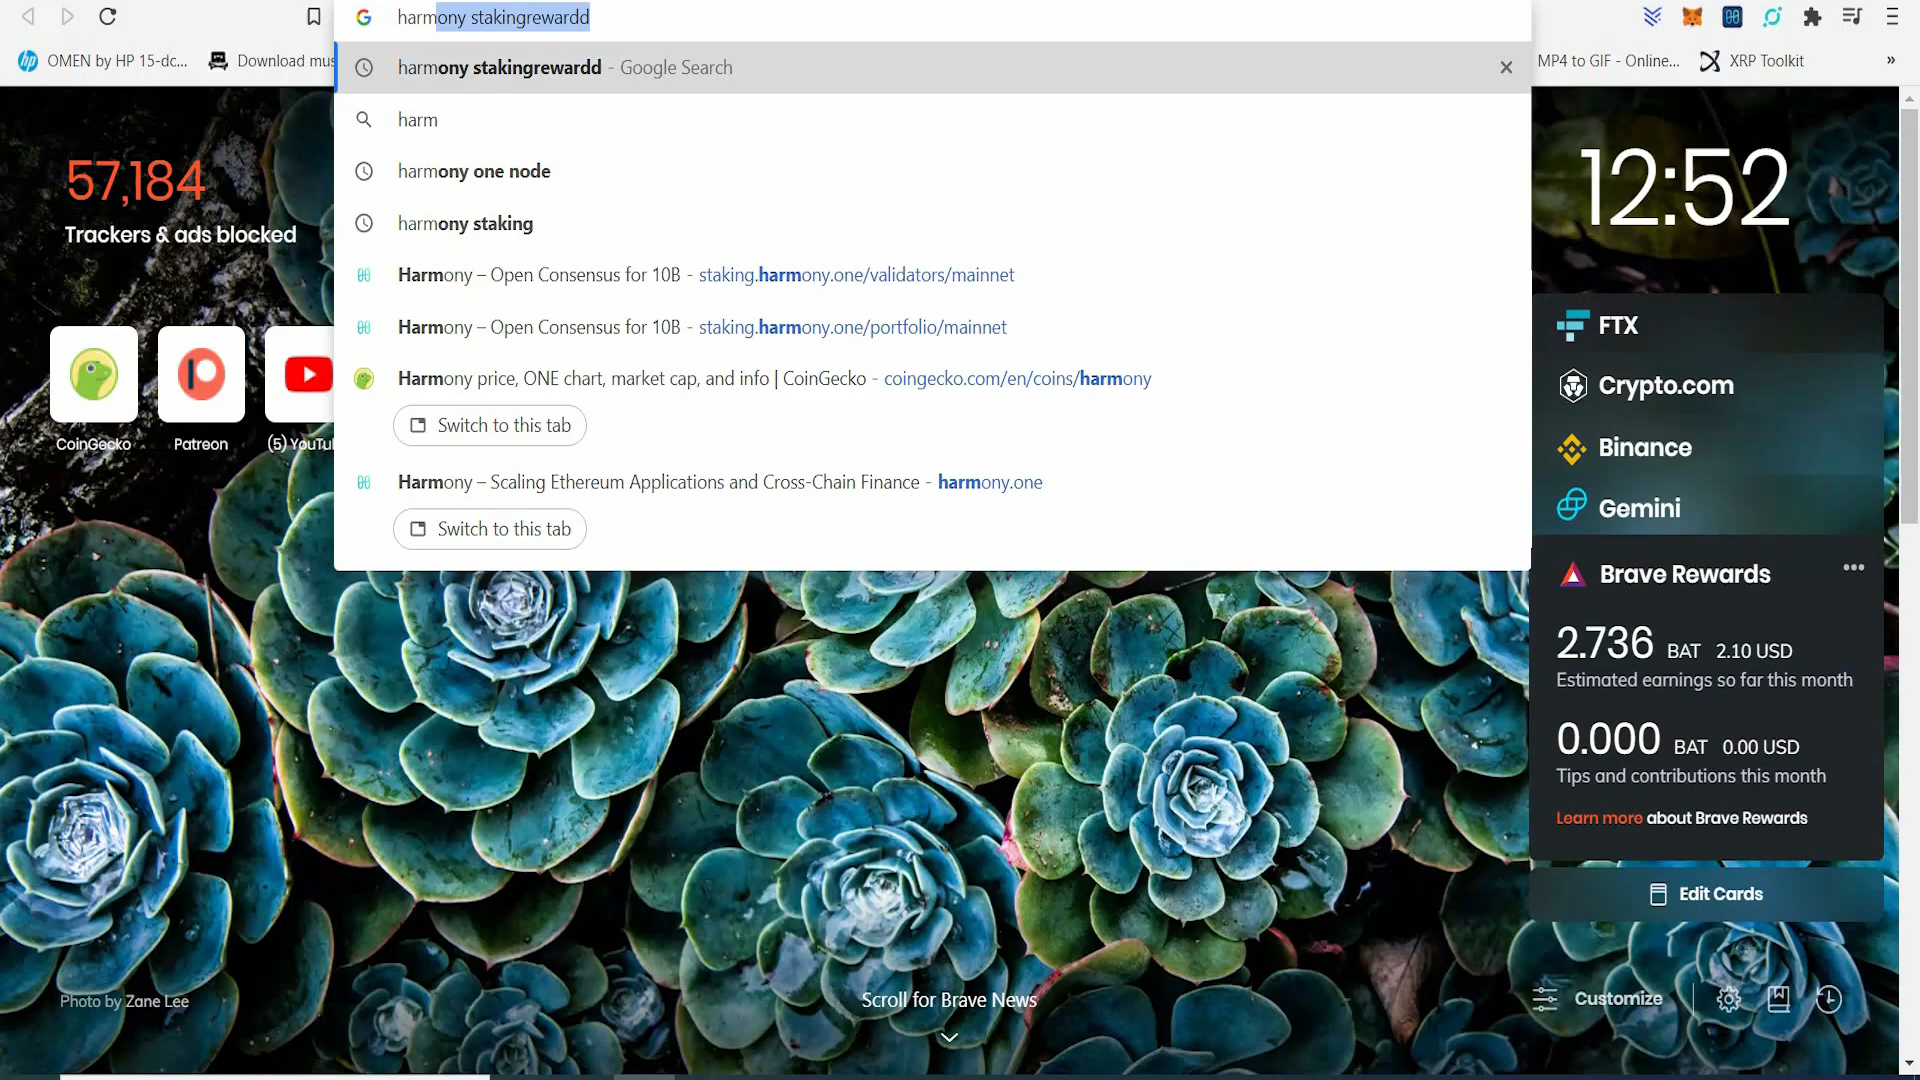 harmony stakingrewardd
OMEN by HP 15-dc...
Download mus
MP4 to GIF - Online...
XRP Toolkit
»
harmony stakingrewardd - Google Search
harm
harmony one node
harmony staking
Harmony – Open Consensus for 10B - staking.harmony.one/validators/mainnet
Harmony – Open Consensus for 10B - staking.harmony.one/portfolio/mainnet
Harmony price, ONE chart, market cap, and info | CoinGecko - coingecko.com/en/coins/harmony
Switch to this tab
Harmony – Scaling Ethereum Applications and Cross-Chain Finance - harmony.one
Switch to this tab
57,184
Trackers & ads blocked
CoinGecko
Patreon
(5) YouTu
12:52
FTX
Crypto.com
Binance
Gemini
Brave Rewards
2.736 BAT 2.10 USD
Estimated earnings so far this month
0.000 BAT 0.00 USD
Tips and contributions this month
Learn more about Brave Rewards
Edit Cards
Photo by Zane Lee
Scroll for Brave News
Customize